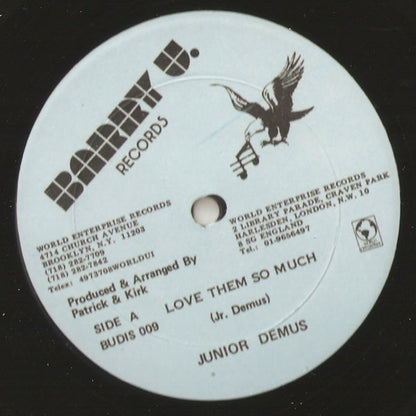 BARRY U.
RECORDS
WORLD ENTERPRISE RECORDS
4714 CHURCH AVENUE
BROOKLYN, N.Y. 11203
(718) 282-7709
(718) 282-7842
Telex: 4973708WORLDUI
WORLD ENTERPRISE RECORDS
2 LIBRARY PARADE, CRAVEN PARK
HARLESDEN, LONDON, N.W. 10
8 SG ENGLAND
Tel: 01-9656497
Produced & Arranged By
Patrick & Kirk
SIDE A
BUDIS 009
LOVE THEM SO MUCH
(Jr. Demus)
JUNIOR DEMUS